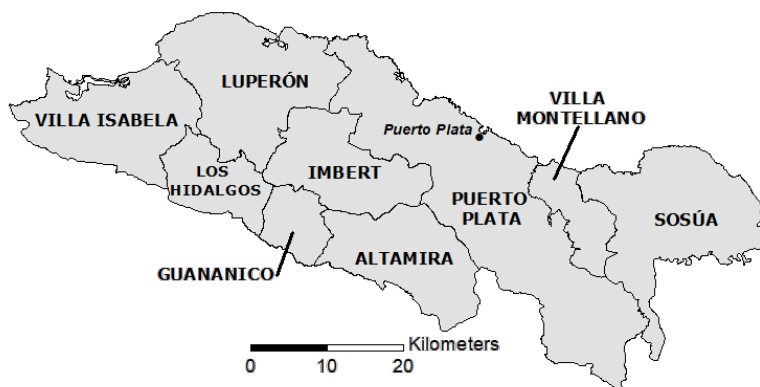 LUPERÓN
VILLA
MONTELLANO
VILLA ISABELA
Puerto Plata
LOS
HIDALGOS
IMBERT
PUERTO
PLATA
SOSÚA
ALTAMIRA
GUANANICO
Kilometers
0 10 20